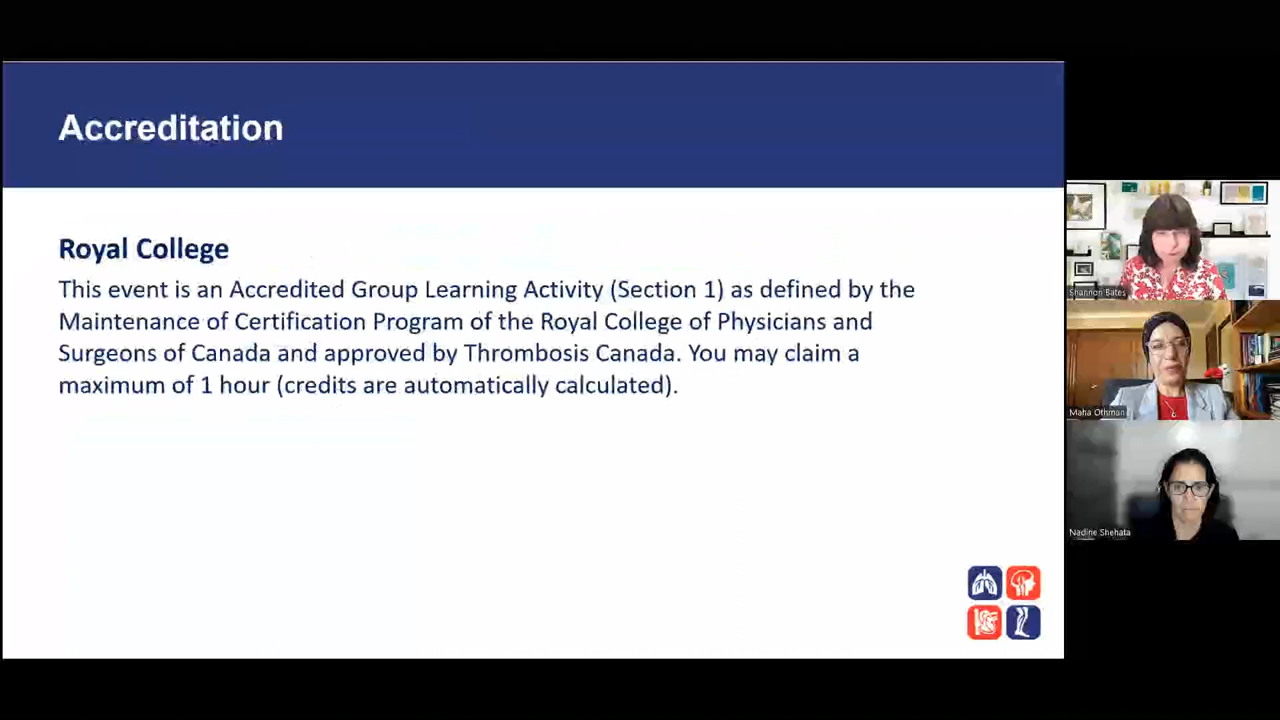 Accreditation
Royal College
This event is an Accredited Group Learning Activity (Section 1) as defined by the
Maintenance of Certification Program of the Royal College of Physicians and
Surgeons of Canada and approved by Thrombosis Canada. You may claim a
maximum of 1 hour (credits are automatically calculated).
Shannon Bates
Maha Othman
Nadine Shehata